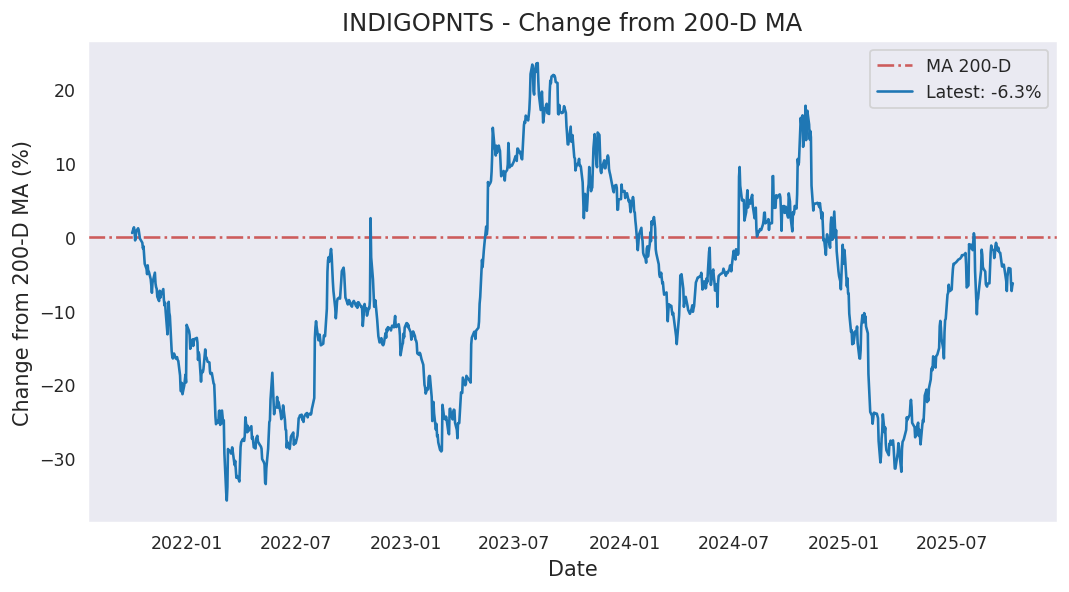 INDIGOPNTS - Change from 200-D MA
MA 200-D
Latest: -6.3%
Change from 200-D MA (%)
20
10
0
−10
−20
−30
2022-01 2022-07 2023-01 2023-07 2024-01 2024-07 2025-01 2025-07
Date